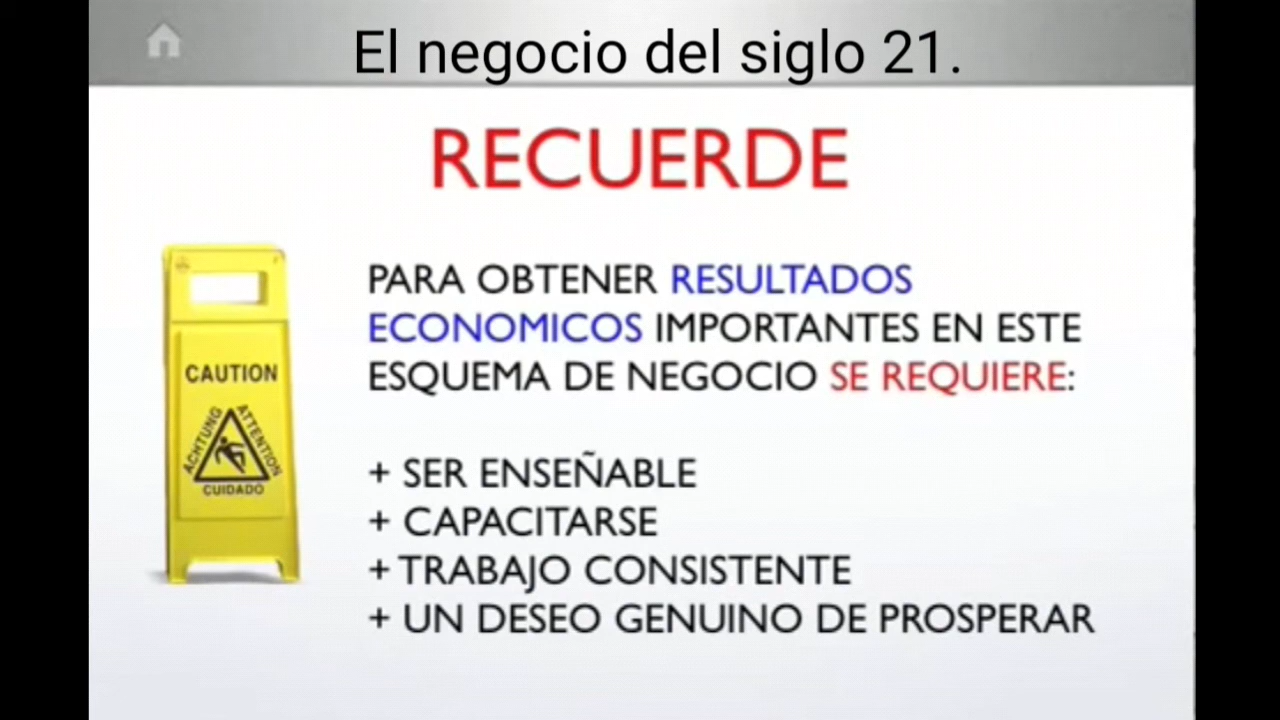 El negocio del siglo 21.
RECUERDE
PARA OBTENER RESULTADOS
ECONOMICOS IMPORTANTES EN ESTE
ESQUEMA DE NEGOCIO SE REQUIERE:
+ SER ENSEÑABLE
+ CAPACITARSE
+ TRABAJO CONSISTENTE
+ UN DESEO GENUINO DE PROSPERAR
CAUTION
ACHTUNG
ATTENTION
CUIDADO